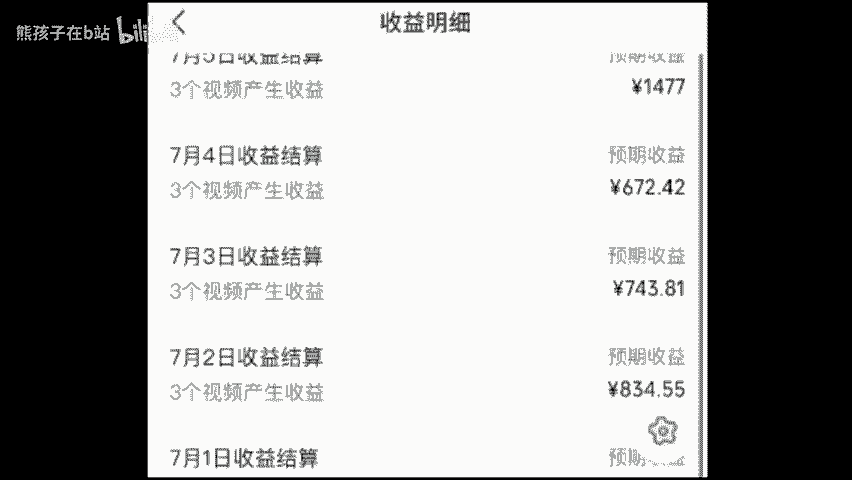 熊孩子在b站 bili
收益明细
7月5日收益结算 预期收益
3个视频产生收益 ¥1477
7月4日收益结算 预期收益
3个视频产生收益 ¥672.42
7月3日收益结算 预期收益
3个视频产生收益 ¥743.81
7月2日收益结算 预期收益
3个视频产生收益 ¥834.55
7月1日收益结算 预期收益